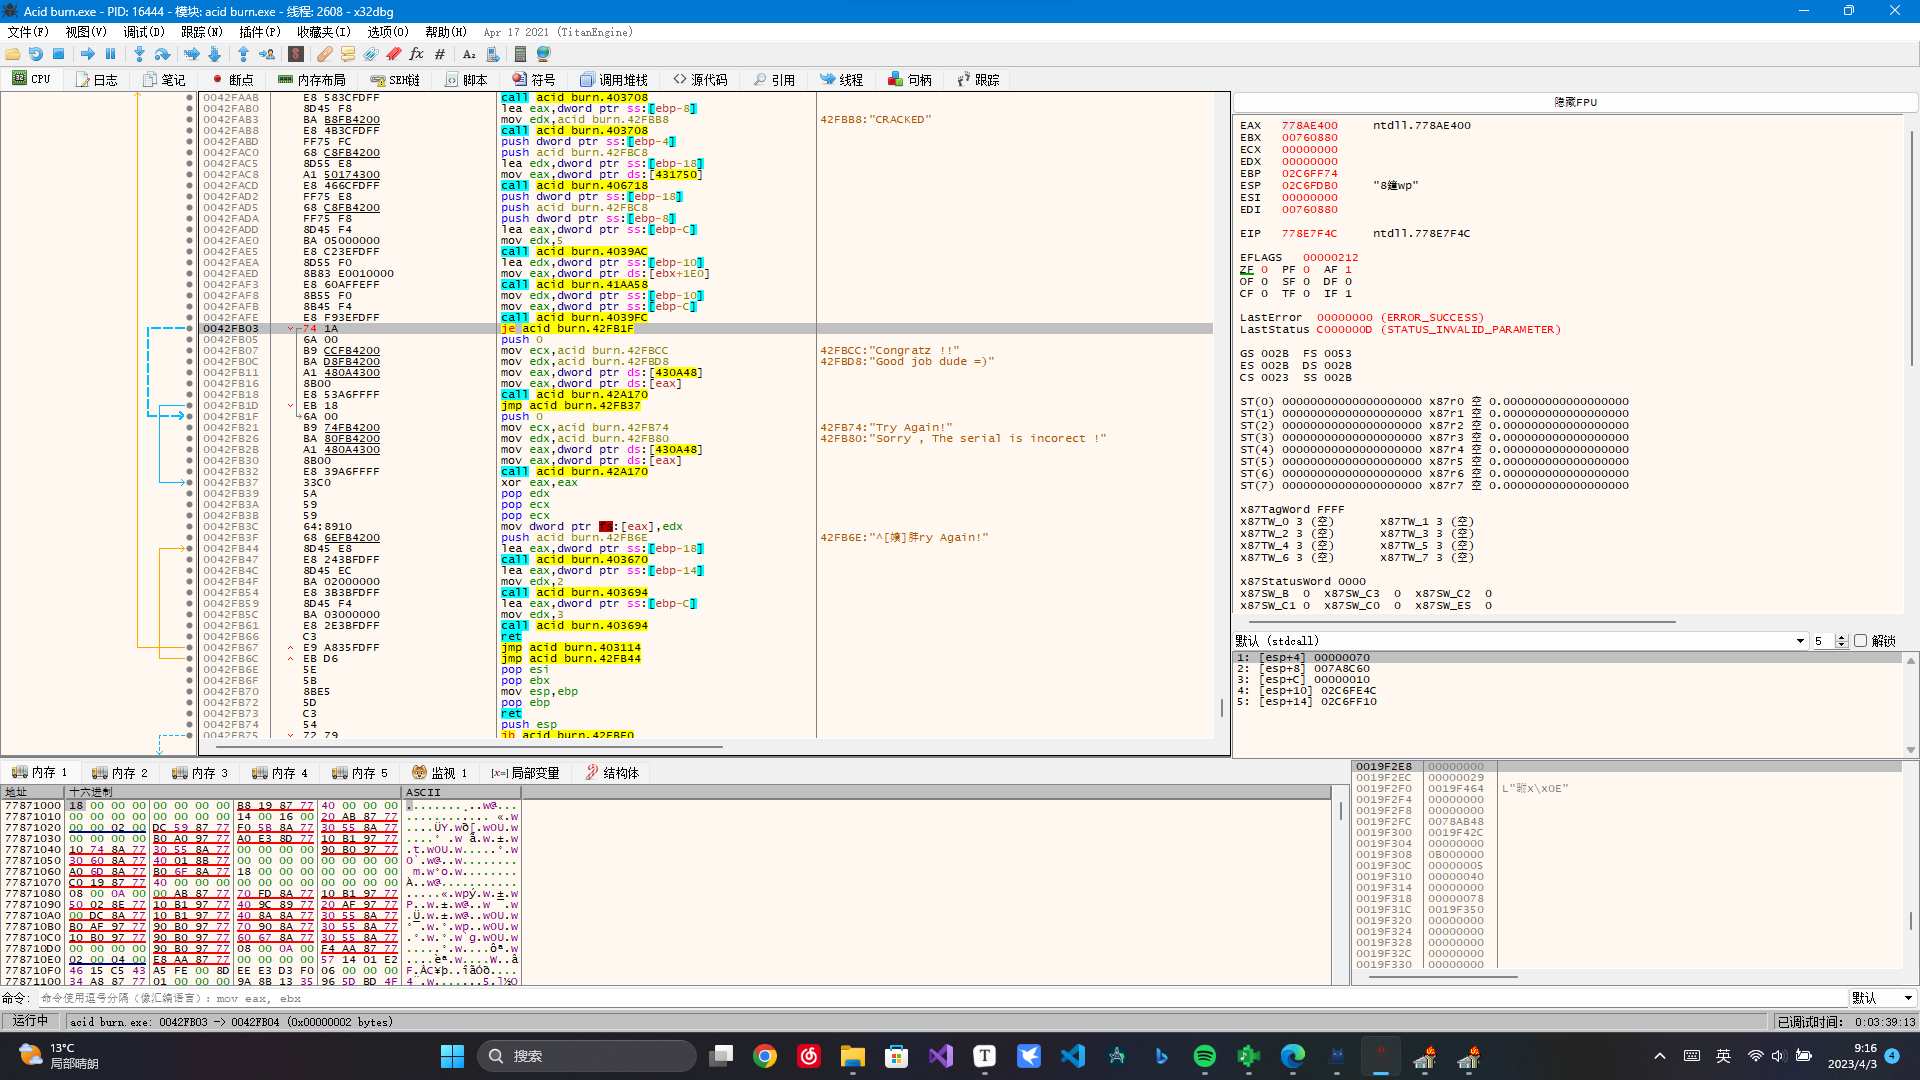 Acid burn.exe - PID: 16444 - 模块: acid burn.exe - 线程: 2608 - x32dbg
文件(F) 视图(V) 调试(D) 跟踪(N) 插件(P) 收藏夹(I) 选项(O) 帮助(H) Apr 17 2021 (TitanEngine)
CPU 日志 笔记 断点 内存布局 SEH链 脚本 符号 调用堆栈 源代码 引用 线程 句柄 跟踪
0042FAAB E8 583CFDFF call acid burn.403708
0042FAB0 8D45 F8 lea eax,dword ptr ss:[ebp-8]
0042FAB3 BA B8FB4200 mov edx,acid burn.42FBB8 42FBB8:"CRACKED"
0042FAB8 E8 4B3CFDFF call acid burn.403708
0042FABD FF75 FC push dword ptr ss:[ebp-4]
0042FAC0 68 C8FB4200 push acid burn.42FBC8
0042FAC5 8D55 E8 lea edx,dword ptr ss:[ebp-18]
0042FAC8 A1 50174300 mov eax,dword ptr ds:[431750]
0042FACD E8 466CFDFF call acid burn.406718
0042FAD2 FF75 E8 push dword ptr ss:[ebp-18]
0042FAD5 68 C8FB4200 push acid burn.42FBC8
0042FADA FF75 F8 push dword ptr ss:[ebp-8]
0042FADD 8D45 F4 lea eax,dword ptr ss:[ebp-C]
0042FAE0 BA 05000000 mov edx,5
0042FAE5 E8 C23EFDFF call acid burn.4039AC
0042FAEA 8D55 F0 lea edx,dword ptr ss:[ebp-10]
0042FAED 8B83 E0010000 mov eax,dword ptr ds:[ebx+1E0]
0042FAF3 E8 60AFFEFF call acid burn.41AA58
0042FAF8 8B55 F0 mov edx,dword ptr ss:[ebp-10]
0042FAFB 8B45 F4 mov eax,dword ptr ss:[ebp-C]
0042FAFE E8 F93EFDFF call acid burn.4039FC
0042FB03 74 1A je acid burn.42FB1F
0042FB05 6A 00 push 0
0042FB07 B9 CCFB4200 mov ecx,acid burn.42FBCC 42FBCC:"Congratz !!"
0042FB0C BA D8FB4200 mov edx,acid burn.42FBD8 42FBD8:"Good job dude =)"
0042FB11 A1 480A4300 mov eax,dword ptr ds:[430A48]
0042FB16 8B00 mov eax,dword ptr ds:[eax]
0042FB18 E8 53A6FFFF call acid burn.42A170
0042FB1D EB 18 jmp acid burn.42FB37
0042FB1F 6A 00 push 0
0042FB21 B9 74FB4200 mov ecx,acid burn.42FB74 42FB74:"Try Again!"
0042FB26 BA 80FB4200 mov edx,acid burn.42FB80 42FB80:"Sorry , The serial is incorect !"
0042FB2B A1 480A4300 mov eax,dword ptr ds:[430A48]
0042FB30 8B00 mov eax,dword ptr ds:[eax]
0042FB32 E8 39A6FFFF call acid burn.42A170
0042FB37 33C0 xor eax,eax
0042FB39 5A pop edx
0042FB3A 59 pop ecx
0042FB3B 59 pop ecx
0042FB3C 64:8910 mov dword ptr fs:[eax],edx
0042FB3F 68 6EFB4200 push acid burn.42FB6E
0042FB44 8D45 E8 lea eax,dword ptr ss:[ebp-18]
0042FB47 E8 243BFDFF call acid burn.403670
0042FB4C 8D45 EC lea eax,dword ptr ss:[ebp-14]
0042FB4F BA 02000000 mov edx,2
0042FB54 E8 3B3BFDFF call acid burn.403694
0042FB59 8D45 F4 lea eax,dword ptr ss:[ebp-C]
0042FB5C BA 03000000 mov edx,3
0042FB61 E8 2E3BFDFF call acid burn.403694
0042FB66 C3 ret
0042FB67 E9 A835FDFF jmp acid burn.403114
0042FB6C EB D6 jmp acid burn.42FB44
0042FB6E 5E pop esi
0042FB6F 5B pop ebx
0042FB70 8BE5 mov esp,ebp
0042FB72 5D pop ebp
0042FB73 C3 ret
0042FB74 54 push esp
0042FB75 72 79 jb acid burn.42FBF0
隐藏FPU
EAX 778AE400 ntdll.778AE400
EBX 00760880
ECX 00000000
EDX 00000000
EBP 02C6FF74
ESP 02C6FDB0
ESI 00000000
EDI 00760880
EIP 778E7F4C ntdll.778E7F4C
EFLAGS 00000212
ZF 0 PF 0 AF 1
OF 0 SF 0 DF 0
CF 0 TF 0 IF 1
LastError 00000000 (ERROR_SUCCESS)
LastStatus C000000D (STATUS_INVALID_PARAMETER)
GS 002B FS 0053
ES 002B DS 002B
CS 0023 SS 002B
ST(0) 00000000000000000000 x87r0 空 0.000000000000000000
ST(1) 00000000000000000000 x87r1 空 0.000000000000000000
ST(2) 00000000000000000000 x87r2 空 0.000000000000000000
ST(3) 00000000000000000000 x87r3 空 0.000000000000000000
ST(4) 00000000000000000000 x87r4 空 0.000000000000000000
ST(5) 00000000000000000000 x87r5 空 0.000000000000000000
ST(6) 00000000000000000000 x87r6 空 0.000000000000000000
ST(7) 00000000000000000000 x87r7 空 0.000000000000000000
x87TagWord FFFF
x87TW_0 3 (空) x87TW_1 3 (空)
x87TW_2 3 (空) x87TW_3 3 (空)
x87TW_4 3 (空) x87TW_5 3 (空)
x87TW_6 3 (空) x87TW_7 3 (空)
x87StatusWord 0000
x87SW_B 0 x87SW_C3 0 x87SW_C2 0
x87SW_C1 0 x87SW_C0 0 x87SW_ES 0
默认 (stdcall) 5 解锁
1: [esp+4] 00000070
2: [esp+8] 007A8C60
3: [esp+C] 00000010
4: [esp+10] 02C6FE4C
5: [esp+14] 02C6FF10
内存 1 内存 2 内存 3 内存 4 内存 5 监视 1 [x=] 局部变量 结构体
地址 十六进制 ASCII
77871000 18 00 00 00 00 00 00 00 B8 19 87 77 40 00 00 00
77871010 00 00 00 00 00 00 00 00 14 00 16 00 20 AB 87 77
77871020 00 00 02 00 DC 59 87 77 F0 5B 8A 77 30 55 8A 77
77871030 00 00 00 00 B0 A0 97 77 A0 E3 8D 77 10 B1 97 77
77871040 10 74 8A 77 30 55 8A 77 00 00 00 00 90 B0 97 77
77871050 30 60 8A 77 40 01 8B 77 00 00 00 00 00 00 00 00
77871060 A0 6D 8A 77 B0 6F 8A 77 18 00 00 00 00 00 00 00
77871070 C0 19 87 77 40 00 00 00 00 00 00 00 00 00 00 00
77871080 08 00 0A 00 00 AB 87 77 70 FD 8A 77 10 B1 97 77
77871090 50 02 8E 77 10 B1 97 77 40 9C 89 77 20 AF 97 77
778710A0 00 DC 8A 77 10 B1 97 77 40 8A 8A 77 30 55 8A 77
778710B0 B0 AF 97 77 90 B0 97 77 70 90 8A 77 30 55 8A 77
778710C0 10 B0 97 77 90 B0 97 77 60 67 8A 77 30 55 8A 77
778710D0 00 00 00 00 90 B0 97 77 08 00 0A 00 F4 AA 87 77
778710E0 02 00 04 00 E8 AA 87 77 00 00 00 00 57 14 01 E2
778710F0 46 15 C5 43 A5 FE 00 8D EE E3 D3 F0 06 00 00 00
77871100 34 A8 87 77 01 00 00 00 9A 8B 13 35 96 5D BD 4F
0019F2E8 00000000
0019F2EC 00000029
0019F2F0 0019F464
0019F2F4 00000000
0019F2F8 00000000
0019F2FC 0078AB48
0019F300 0019F42C
0019F304 00000000
0019F308 0B000000
0019F30C 00000005
0019F310 00000040
0019F314 00000000
0019F318 00000078
0019F31C 0019F350
0019F320 00000000
0019F324 00000000
0019F328 00000000
0019F32C 00000000
0019F330 00000000
命令: 命令使用逗号分隔（像汇编语言）: mov eax, ebx 默认
运行中 acid burn.exe: 0042FB03 -> 0042FB04 (0x00000002 bytes) 已调试时间: 0:03:39:13
13°C
局部晴朗
搜索
英
9:16
2023/4/3
4